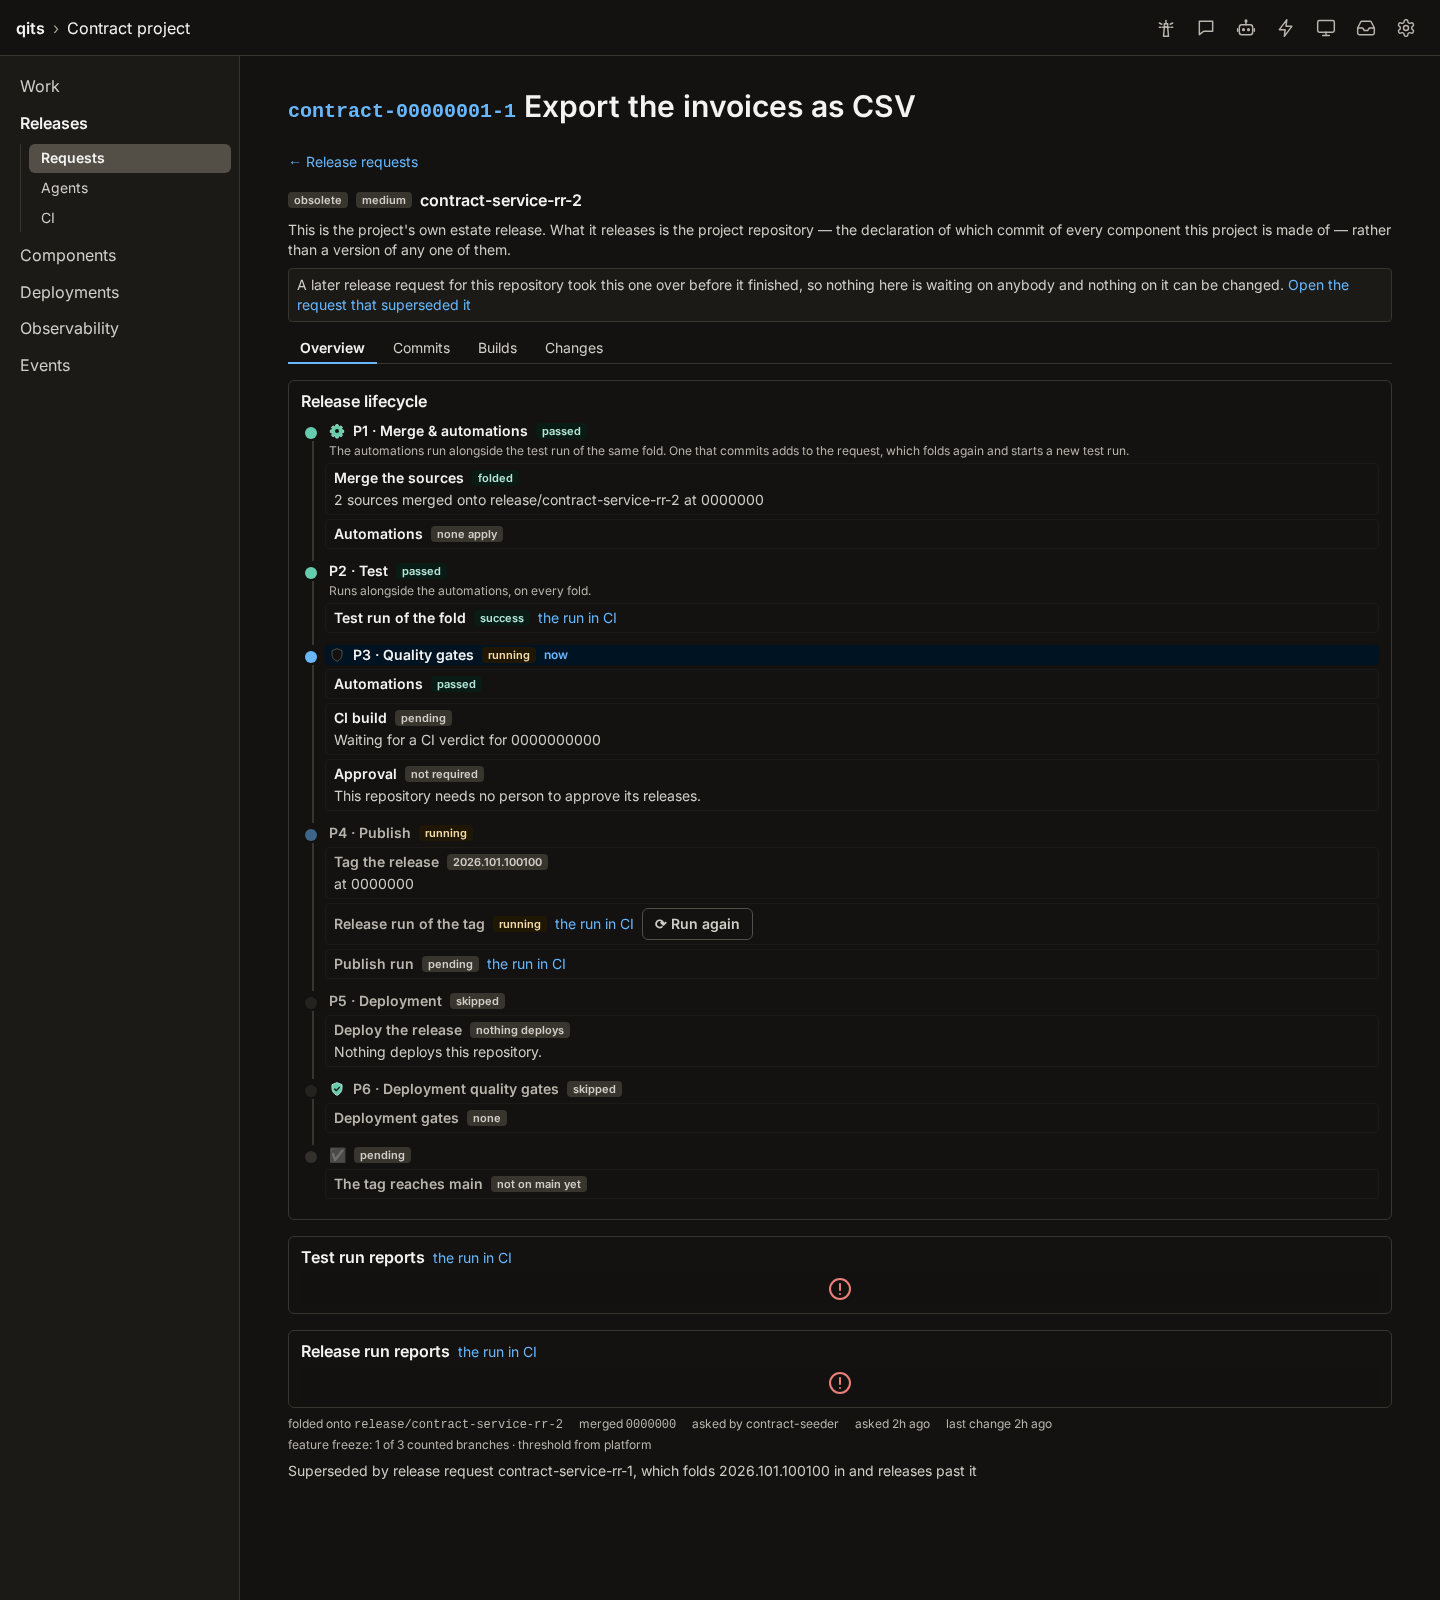 qits › Contract project
Work
Releases
Requests
Agents
CI
Components
Deployments
Observability
Events
contract-00000001-1 Export the invoices as CSV
← Release requests
obsolete medium contract-service-rr-2
This is the project's own estate release. What it releases is the project repository — the declaration of which commit of every component this project is made of — rather
than a version of any one of them.
A later release request for this repository took this one over before it finished, so nothing here is waiting on anybody and nothing on it can be changed. Open the
request that superseded it
Overview Commits Builds Changes
Release lifecycle
P1 · Merge & automations passed
The automations run alongside the test run of the same fold. One that commits adds to the request, which folds again and starts a new test run.
Merge the sources folded
2 sources merged onto release/contract-service-rr-2 at 0000000
Automations none apply
P2 · Test passed
Runs alongside the automations, on every fold.
Test run of the fold success the run in CI
P3 · Quality gates running now
Automations passed
CI build pending
Waiting for a CI verdict for 0000000000
Approval not required
This repository needs no person to approve its releases.
P4 · Publish running
Tag the release 2026.101.100100
at 0000000
Release run of the tag running the run in CI ⟳ Run again
Publish run pending the run in CI
P5 · Deployment skipped
Deploy the release nothing deploys
Nothing deploys this repository.
P6 · Deployment quality gates skipped
Deployment gates none
pending
The tag reaches main not on main yet
Test run reports the run in CI
Release run reports the run in CI
folded onto release/contract-service-rr-2 merged 0000000 asked by contract-seeder asked 2h ago last change 2h ago
feature freeze: 1 of 3 counted branches · threshold from platform
Superseded by release request contract-service-rr-1, which folds 2026.101.100100 in and releases past it